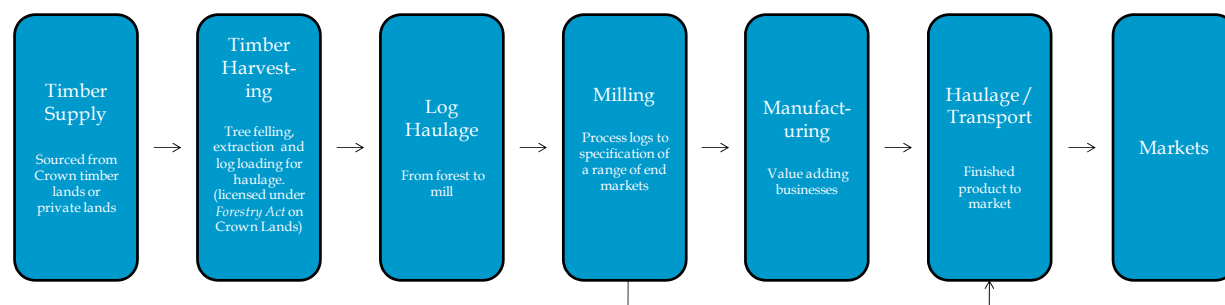 Timber
Supply
Sourced from
Crown timber
lands or
private lands
Timber
Harvest-
ing
Tree felling,
extraction and
log loading for
haulage.
(licensed under
Forestry Act on
Crown Lands)
Log
Haulage
From forest to
mill
Milling
Process logs to
specification of
a range of end
markets
Manufact-
uring
Value adding
businesses
Haulage /
Transport
Finished
product to
market
Markets